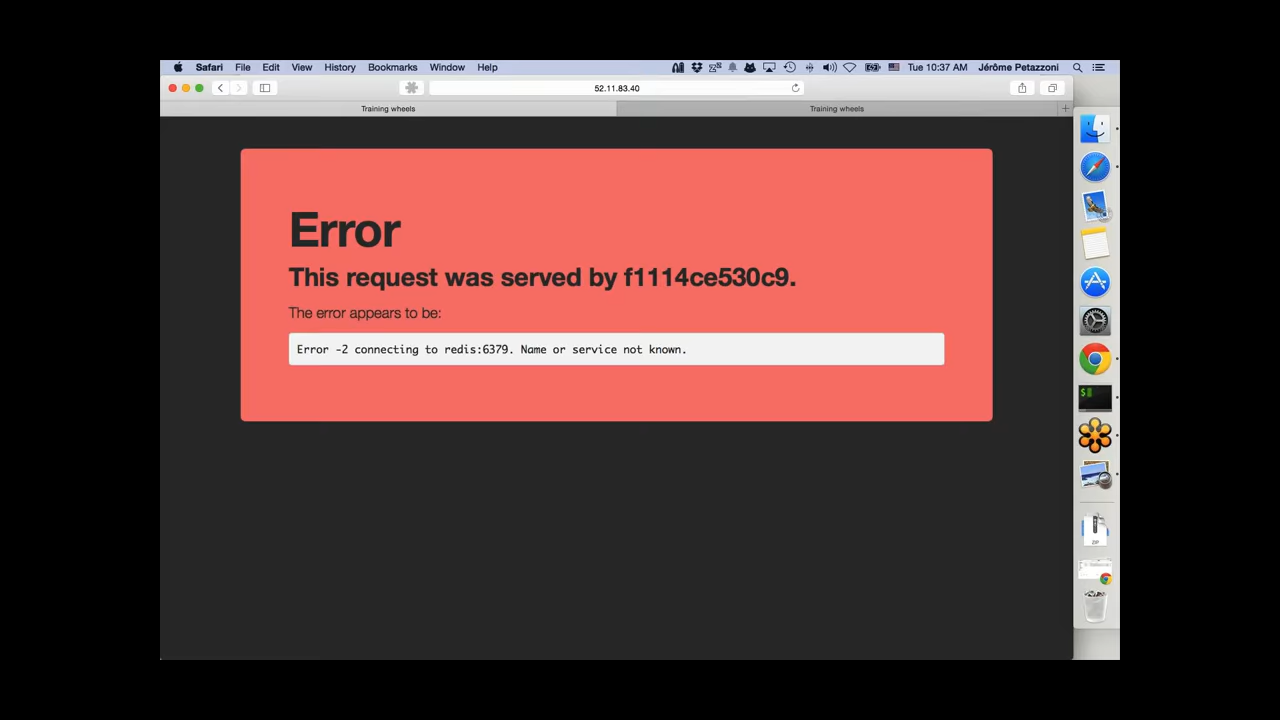 Safari File Edit View History Bookmarks Window Help Tue 10:37 AM Jérôme Petazzoni
52.11.83.40
Training wheels Training wheels
Error
This request was served by f1114ce530c9.
The error appears to be:
Error -2 connecting to redis:6379. Name or service not known.
ZIP